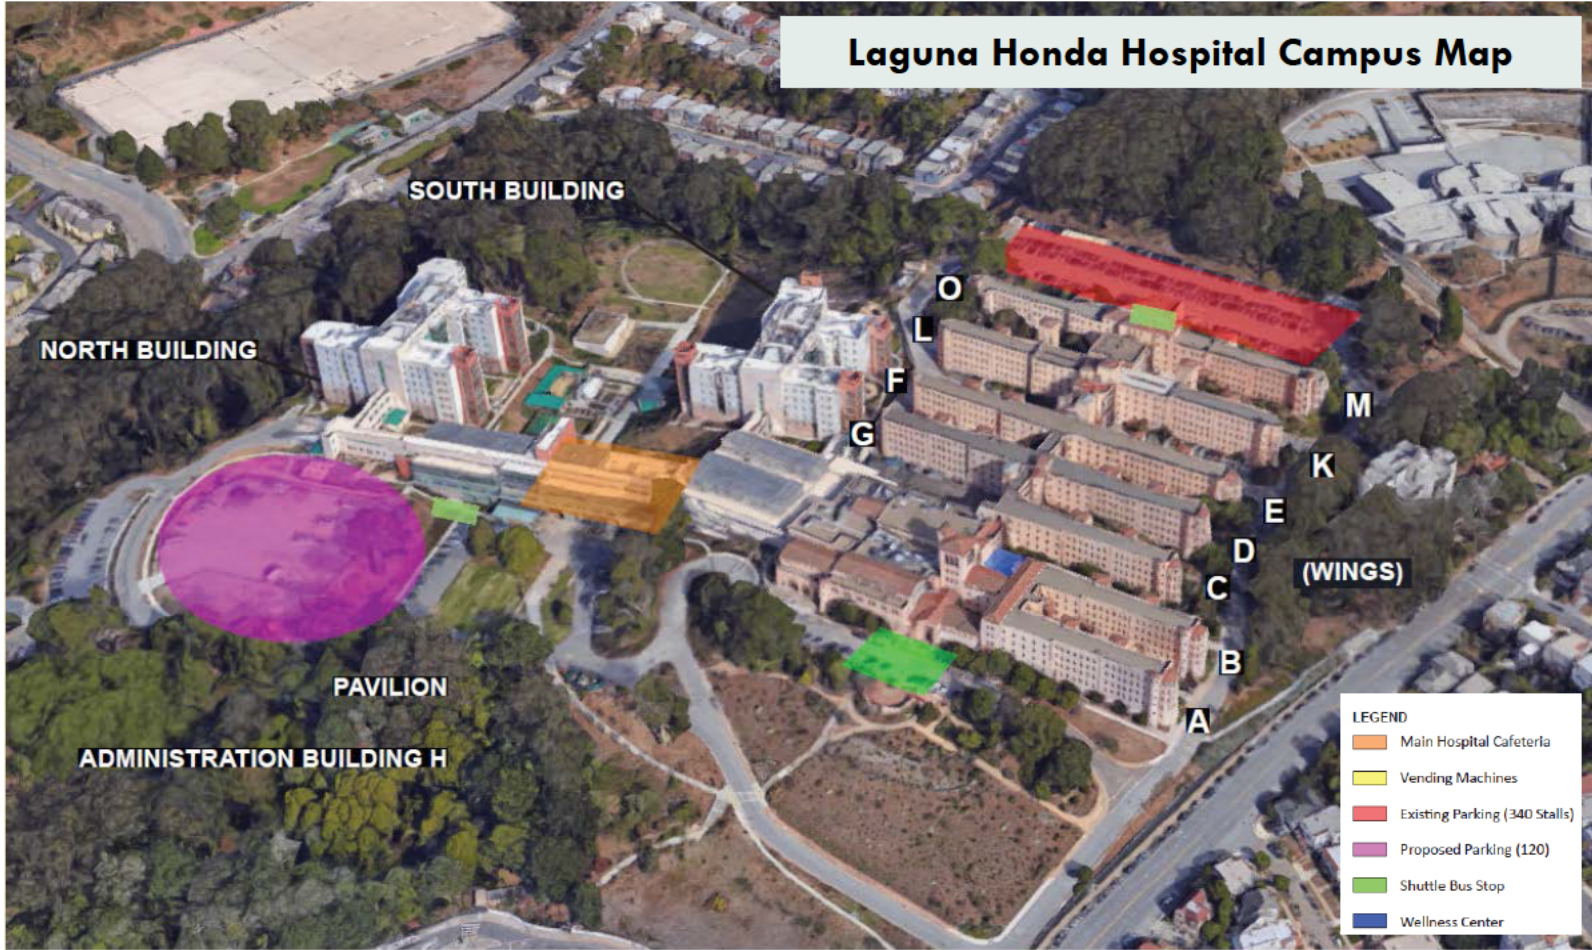 Laguna Honda Hospital Campus Map
SOUTH BUILDING
NORTH BUILDING
O
L
F
G
M
K
E
D
(WINGS)
C
B
A
PAVILION
ADMINISTRATION BUILDING H
LEGEND
Main Hospital Cafeteria
Vending Machines
Existing Parking (340 Stalls)
Proposed Parking (120)
Shuttle Bus Stop
Wellness Center